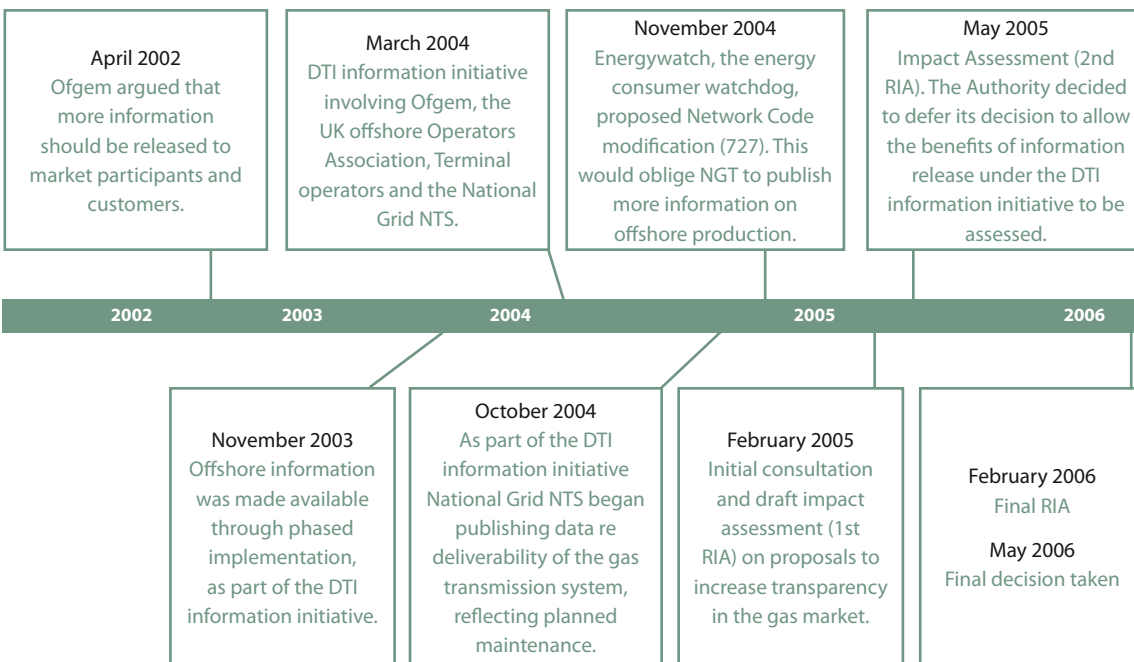 April 2002
Ofgem argued that
more information
should be released to
market participants and
customers.
March 2004
DTI information initiative
involving Ofgem, the
UK offshore Operators
Association, Terminal
operators and the National
Grid NTS.
November 2004
Energywatch, the energy
consumer watchdog,
proposed Network Code
modification (727). This
would oblige NGT to publish
more information on
offshore production.
May 2005
Impact Assessment (2nd
RIA). The Authority decided
to defer its decision to allow
the benefits of information
release under the DTI
information initiative to be
assessed.
2002 2003 2004 2005 2006
November 2003
Offshore information
was made available
through phased
implementation,
as part of the DTI
information initiative.
October 2004
As part of the DTI
information initiative
National Grid NTS began
publishing data re
deliverability of the gas
transmission system,
reflecting planned
maintenance.
February 2005
Initial consultation
and draft impact
assessment (1st
RIA) on proposals to
increase transparency
in the gas market.
February 2006
Final RIA
May 2006
Final decision taken